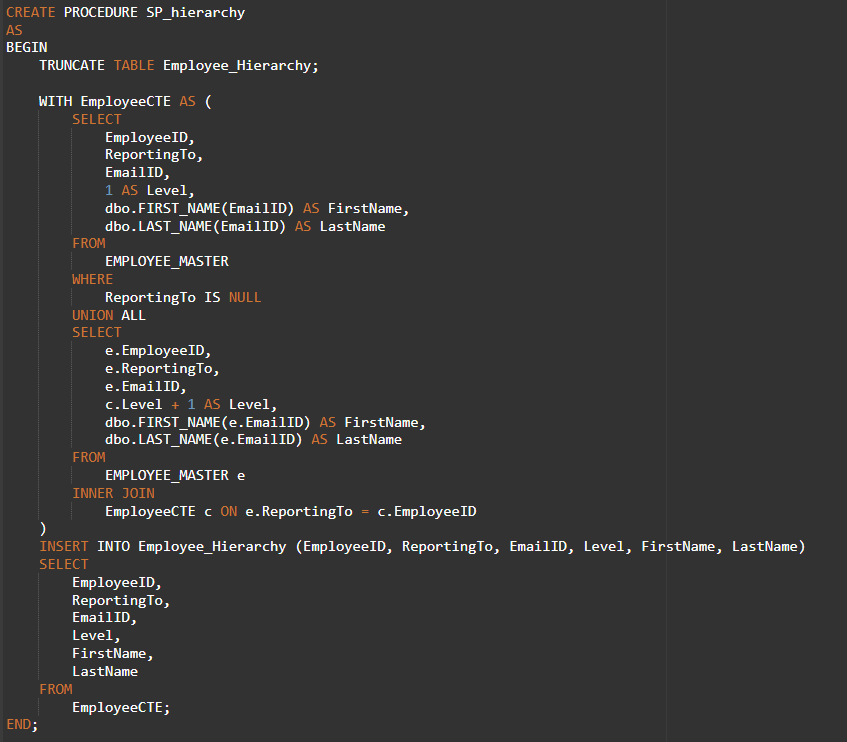 CREATE PROCEDURE SP_hierarchy
AS
BEGIN
    TRUNCATE TABLE Employee_Hierarchy;

    WITH EmployeeCTE AS (
        SELECT
            EmployeeID,
            ReportingTo,
            EmailID,
            1 AS Level,
            dbo.FIRST_NAME(EmailID) AS FirstName,
            dbo.LAST_NAME(EmailID) AS LastName
        FROM
            EMPLOYEE_MASTER
        WHERE
            ReportingTo IS NULL
        UNION ALL
        SELECT
            e.EmployeeID,
            e.ReportingTo,
            e.EmailID,
            c.Level + 1 AS Level,
            dbo.FIRST_NAME(e.EmailID) AS FirstName,
            dbo.LAST_NAME(e.EmailID) AS LastName
        FROM
            EMPLOYEE_MASTER e
        INNER JOIN
            EmployeeCTE c ON e.ReportingTo = c.EmployeeID
    )
    INSERT INTO Employee_Hierarchy (EmployeeID, ReportingTo, EmailID, Level, FirstName, LastName)
    SELECT
        EmployeeID,
        ReportingTo,
        EmailID,
        Level,
        FirstName,
        LastName
    FROM
        EmployeeCTE;
END;